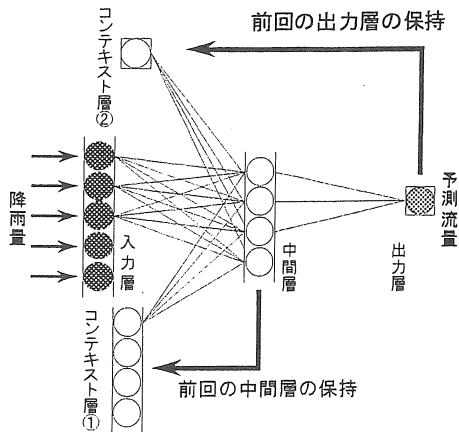 前回の出力層の保持
コンテキスト層②
降雨量
入力層
中間層
出力層
予測流量
コンテキスト層①
前回の中間層の保持